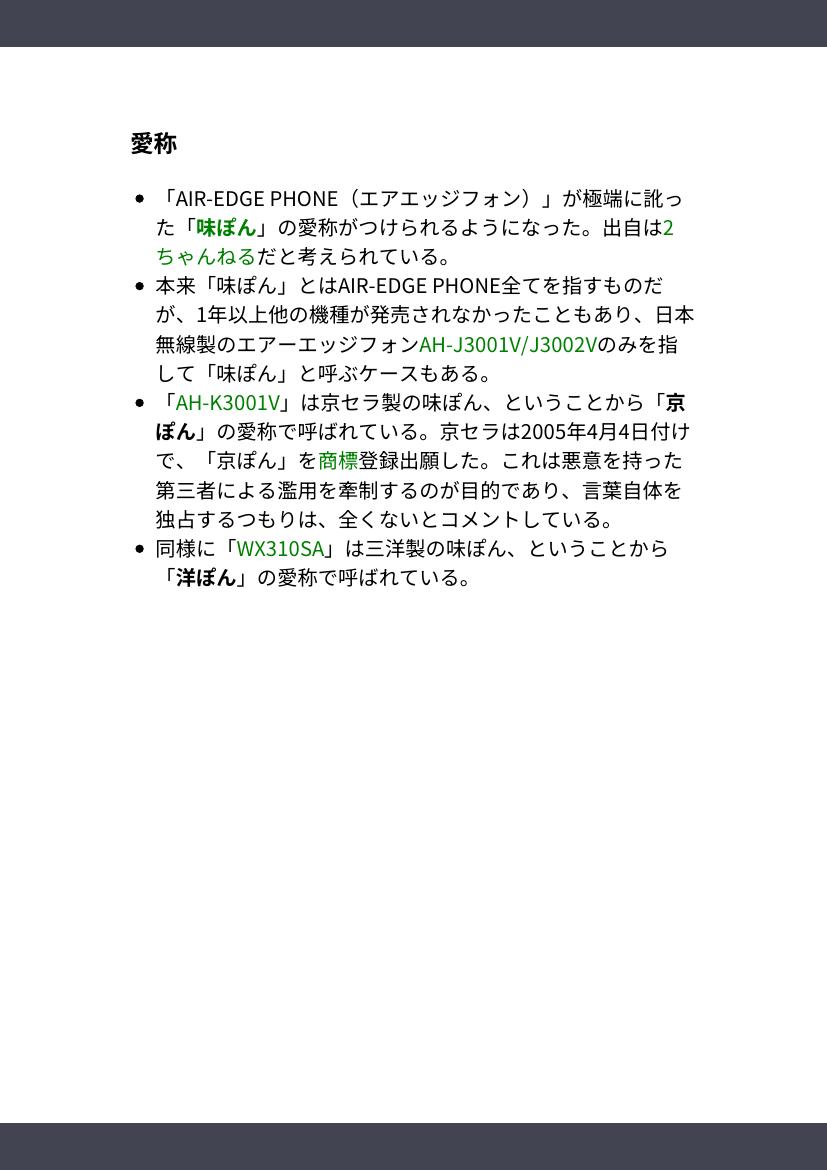 愛称
• 「AIR-EDGE PHONE（エアエッジフォン）」が極端に訛っ
た「味ぽん」の愛称がつけられるようになった。出自は2
ちゃんねるだと考えられている。
• 本来「味ぽん」とはAIR-EDGE PHONE全てを指すものだ
が、1年以上他の機種が発売されなかったこともあり、日本
無線製のエアーエッジフォンAH-J3001V/J3002Vのみを指
して「味ぽん」と呼ぶケースもある。
• 「AH-K3001V」は京セラ製の味ぽん、ということから「京
ぽん」の愛称で呼ばれている。京セラは2005年4月4日付け
で、「京ぽん」を商標登録出願した。これは悪意を持った
第三者による濫用を牽制するのが目的であり、言葉自体を
独占するつもりは、全くないとコメントしている。
• 同様に「WX310SA」は三洋製の味ぽん、ということから
「洋ぽん」の愛称で呼ばれている。